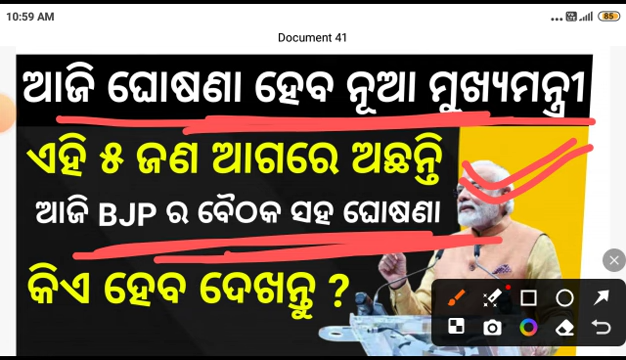 10:59 AM
85
Document 41
ଆଜି ଘୋଷଣା ହେବ ନୂଆ ମୁଖ୍ୟମନ୍ତ୍ରୀ
ଏହି ୫ ଜଣ ଆଗରେ ଅଛନ୍ତି
ଆଜି BJP ର ବୈଠକ ସହ ଘୋଷଣା
କିଏ ହେବ ଦେଖନ୍ତୁ ?